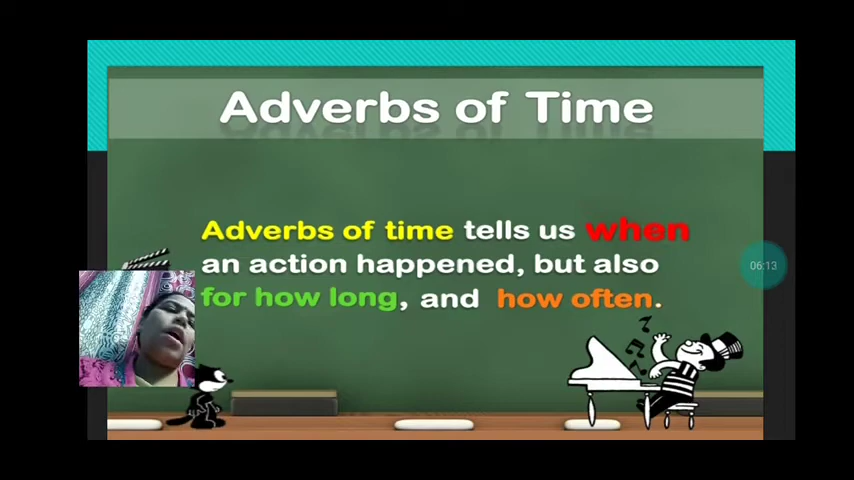 Adverbs of Time
Adverbs of time tells us when
an action happened, but also
for how long, and how often.
06:13